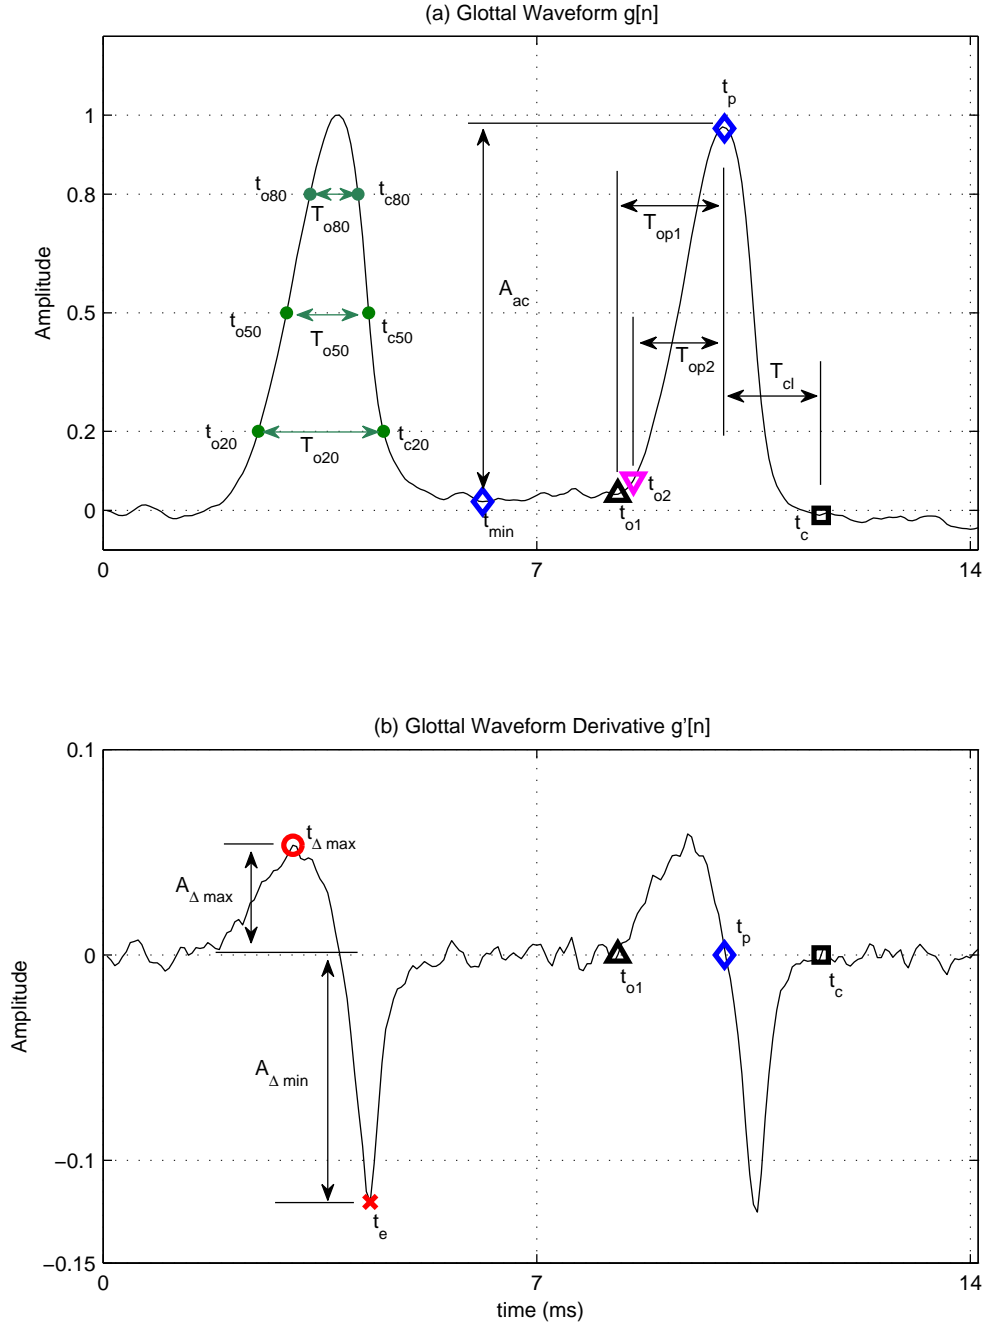 (a) Glottal Waveform g[n]
t_p
1
t_o80
t_c80
0.8
T_o80
T_op1
Amplitude
A_ac
0.5
t_o50
T_o50
t_c50
T_op2
T_cl
t_o20
T_o20
t_c20
0.2
t_o2
0
t_min
t_o1
t_c
0
7
14
(b) Glottal Waveform Derivative g'[n]
0.1
t_Δ max
A_Δ max
t_p
0
t_o1
t_c
Amplitude
A_Δ min
−0.1
t_e
−0.15
0
7
14
time (ms)